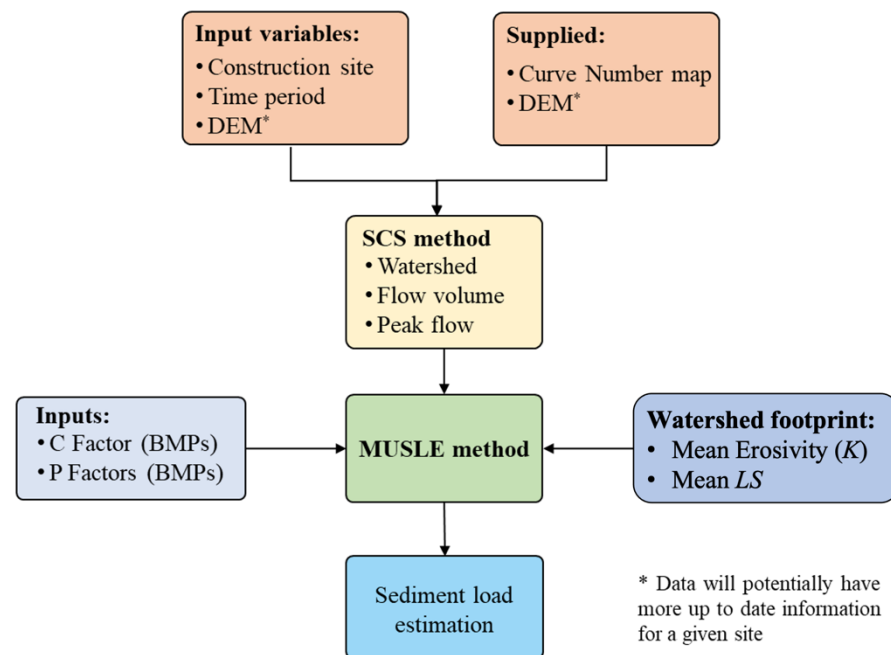 Input variables:
• Construction site
• Time period
• DEM*
Supplied:
• Curve Number map
• DEM*
SCS method
• Watershed
• Flow volume
• Peak flow
Inputs:
• C Factor (BMPs)
• P Factors (BMPs)
MUSLE method
Watershed footprint:
• Mean Erosivity (K)
• Mean LS
Sediment load
estimation
* Data will potentially have
more up to date information
for a given site